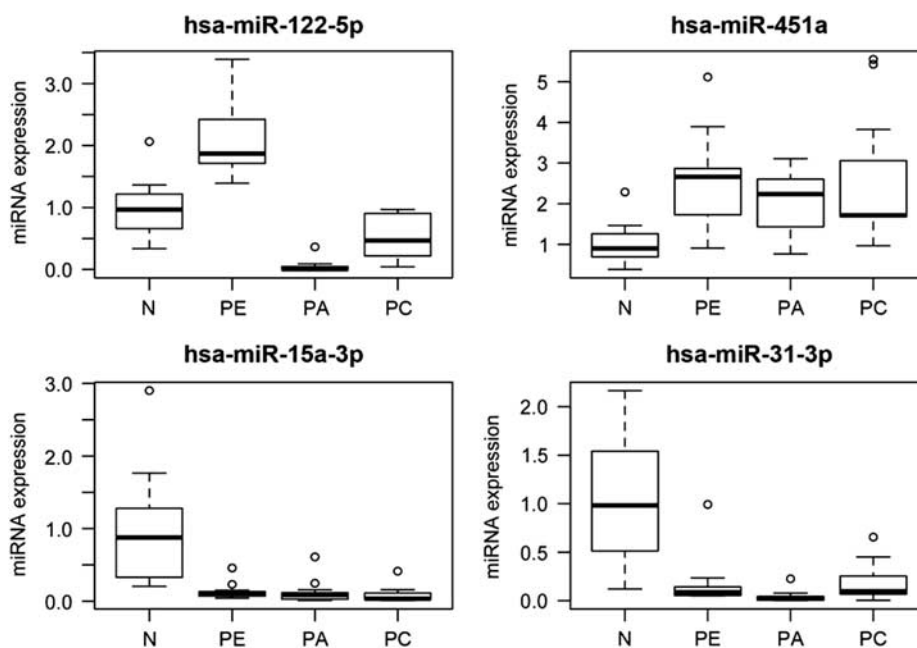 hsa-miR-122-5p
miRNA expression
3.0
2.0
1.0
0.0
N PE PA PC
hsa-miR-451a
miRNA expression
5
4
3
2
1
N PE PA PC
hsa-miR-15a-3p
miRNA expression
3.0
2.0
1.0
0.0
N PE PA PC
hsa-miR-31-3p
miRNA expression
2.0
1.5
1.0
0.5
0.0
N PE PA PC